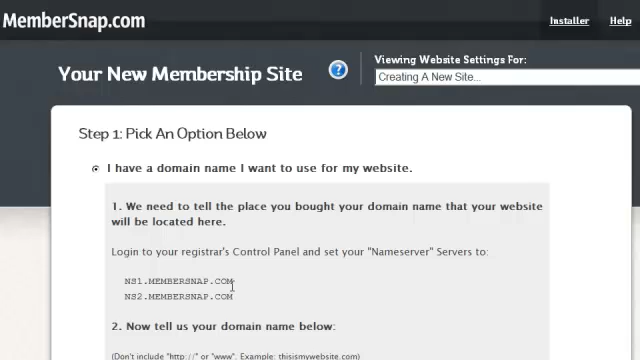 MemberSnap.com
Installer Help
Viewing Website Settings For:
Your New Membership Site ?
Creating A New Site...
Step 1: Pick An Option Below
I have a domain name I want to use for my website.
1. We need to tell the place you bought your domain name that your website
will be located here.
Login to your registrar's Control Panel and set your "Nameserver" Servers to:
NS1.MEMBERSNAP.COM
NS2.MEMBERSNAP.COM
2. Now tell us your domain name below:
(Don't include "http://" or "www". Example: thisismywebsite.com)